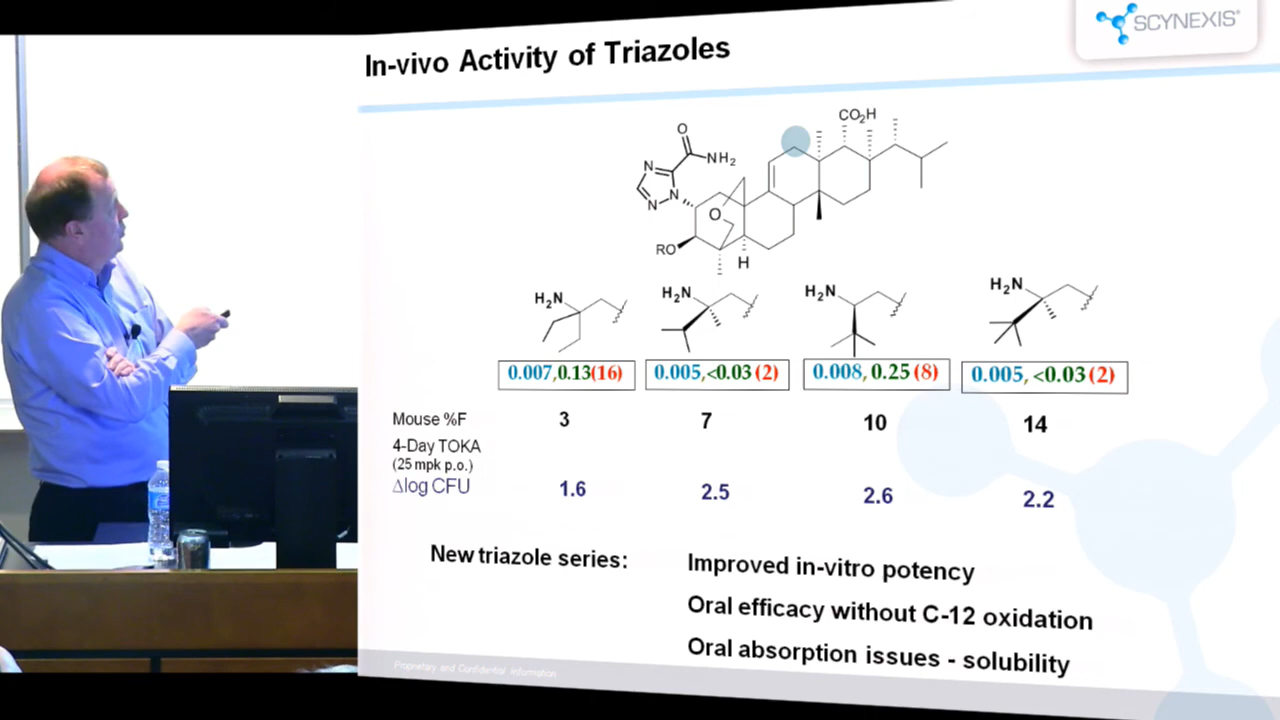 In-vivo Activity of Triazoles
SCYNEXIS®
CO2H
O
NH2
N
N
N
O
RO
H
H2N
H2N
H2N
H2N
0.007,0.13(16)
0.005,<0.03 (2)
0.008, 0.25 (8)
0.005, <0.03 (2)
Mouse %F
3
7
10
14
4-Day TOKA
(25 mpk p.o.)
Δlog CFU
1.6
2.5
2.6
2.2
New triazole series:
Improved in-vitro potency
Oral efficacy without C-12 oxidation
Oral absorption issues - solubility
Proprietary and Confidential Information